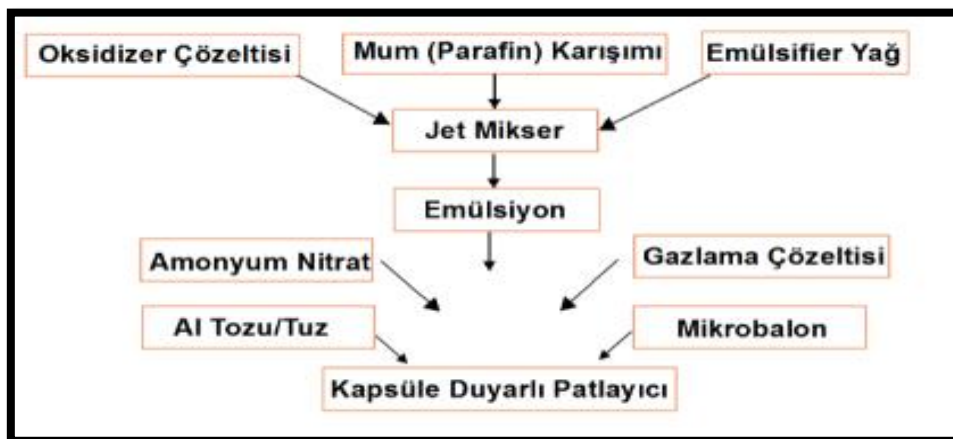 Oksidizer Çözeltisi
Mum (Parafin) Karışımı
Emülsifier Yağ
Jet Mikser
Emülsiyon
Amonyum Nitrat
Gazlama Çözeltisi
Al Tozu/Tuz
Mikrobalon
Kapsüle Duyarlı Patlayıcı